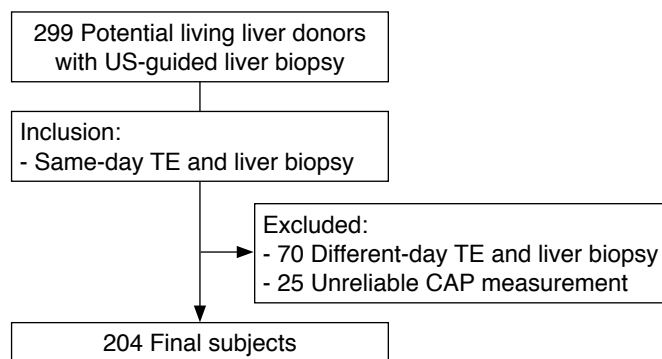 299 Potential living liver donors
with US-guided liver biopsy
Inclusion:
- Same-day TE and liver biopsy
Excluded:
- 70 Different-day TE and liver biopsy
- 25 Unreliable CAP measurement
204 Final subjects